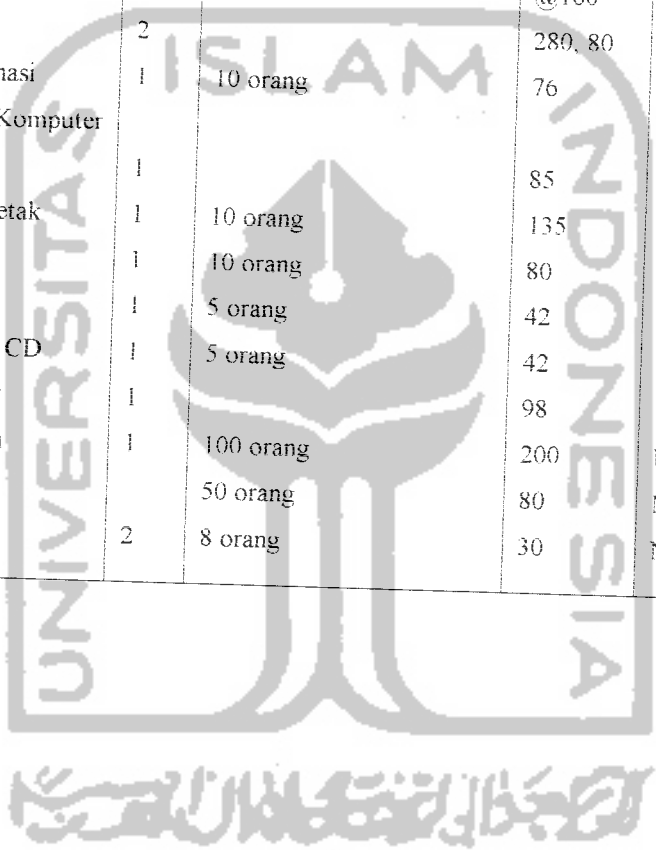 @100
2 280, 80
nasi 1 10 orang 76
Komputer
1 85
etak 1 10 orang 135
1 10 orang 80
1 5 orang 42
CD 1 5 orang 42
1 98
1 100 orang 200
50 orang 80
2 8 orang 30
UNIVERSITAS
ISLAM
INDONESIA